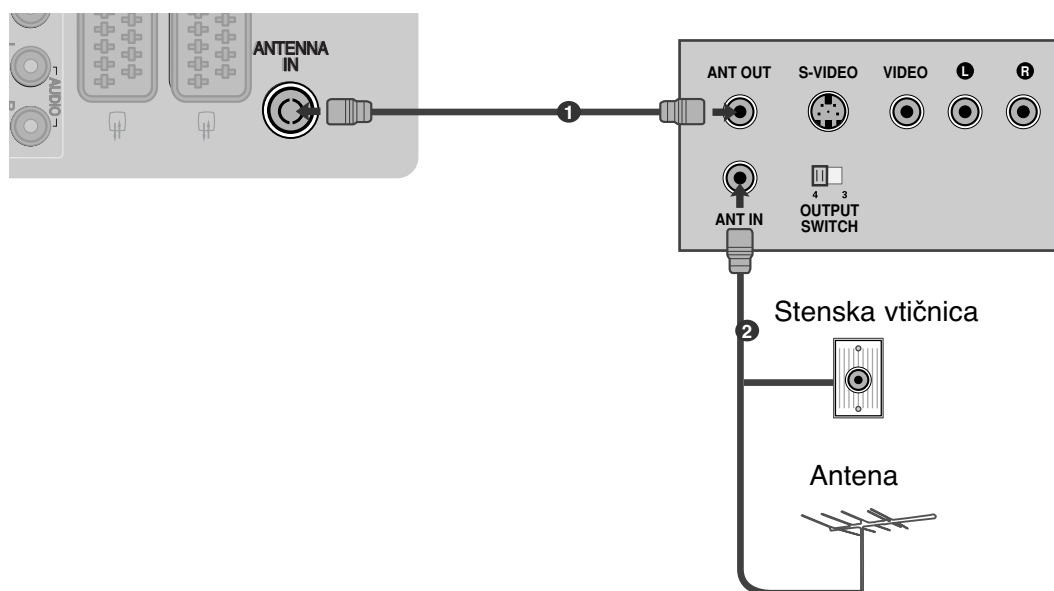 AUDIO
ANTENNA
IN
1
ANT OUT S-VIDEO VIDEO L R
ANT IN
4 3
OUTPUT
SWITCH
2
Stenska vtičnica
Antena